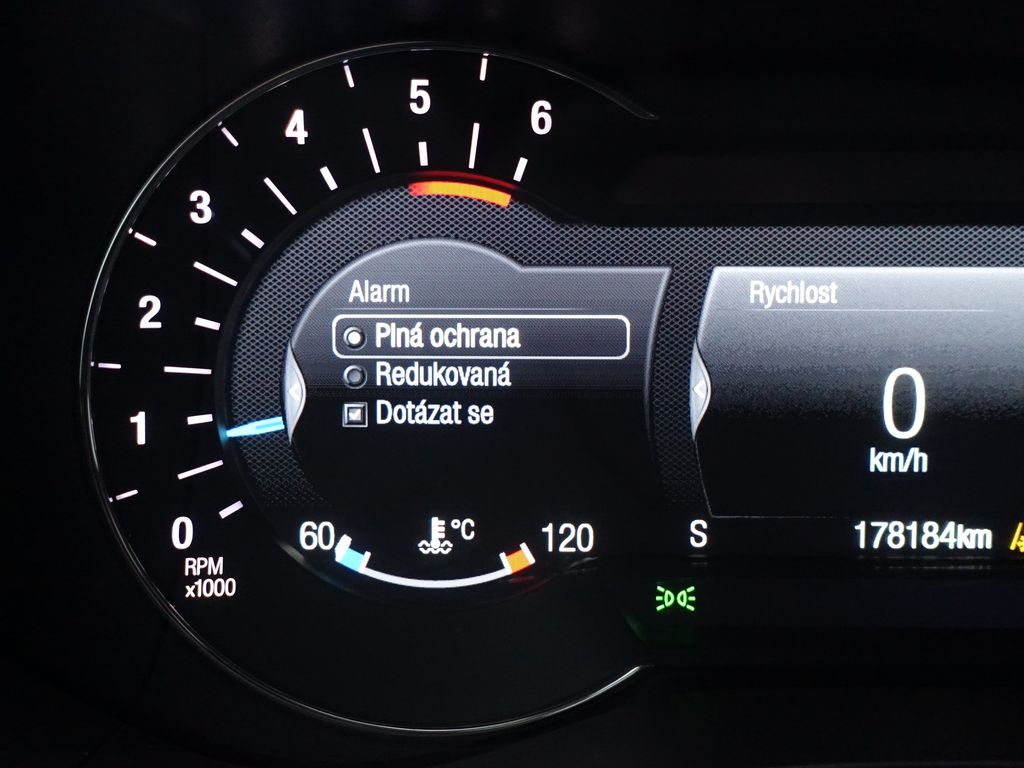 6
5
4
3
2
1
0
RPM
x1000
Alarm
Plná ochrana
Redukovaná
Dotázat se
60
°C
120
Rychlost
0
km/h
S
178184km